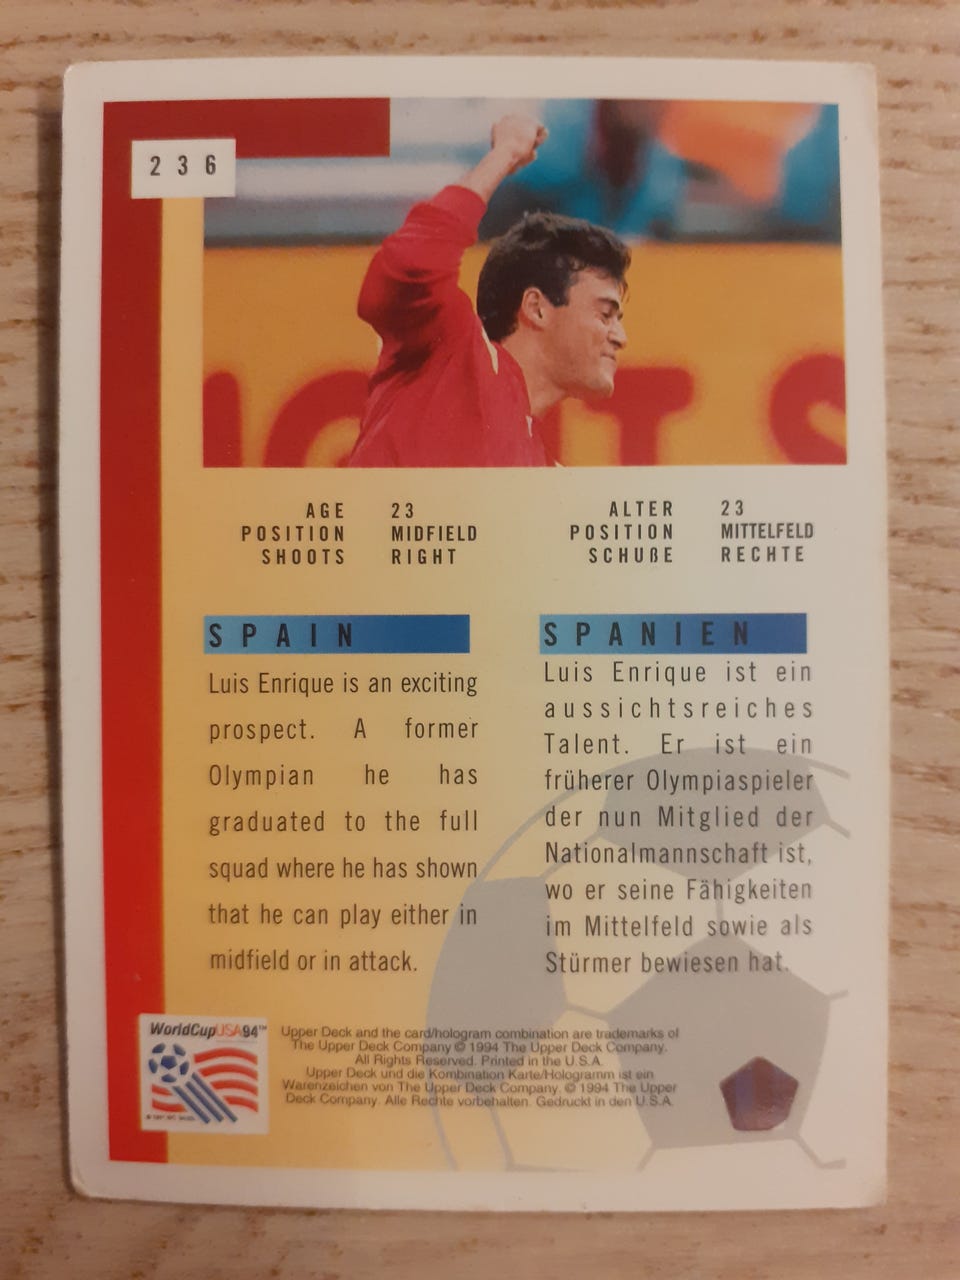 2 3 6
AGE 23
POSITION MIDFIELD
SHOOTS RIGHT
ALTER 23
POSITION MITTELFELD
SCHUßE RECHTE
SPAIN
Luis Enrique is an exciting
prospect. A former
Olympian he has
graduated to the full
squad where he has shown
that he can play either in
midfield or in attack.
SPANIEN
Luis Enrique ist ein
aussichtsreiches
Talent. Er ist ein
früherer Olympiaspieler
der nun Mitglied der
Nationalmannschaft ist,
wo er seine Fähigkeiten
im Mittelfeld sowie als
Stürmer bewiesen hat.
WorldCupUSA94™
Upper Deck and the card/hologram combination are trademarks of
The Upper Deck Company © 1994 The Upper Deck Company.
All Rights Reserved. Printed in the U.S.A.
Upper Deck und die Kombination Karte/Hologramm ist ein
Warenzeichen von The Upper Deck Company. © 1994 The Upper
Deck Company. Alle Rechte vorbehalten. Gedruckt in den U.S.A.